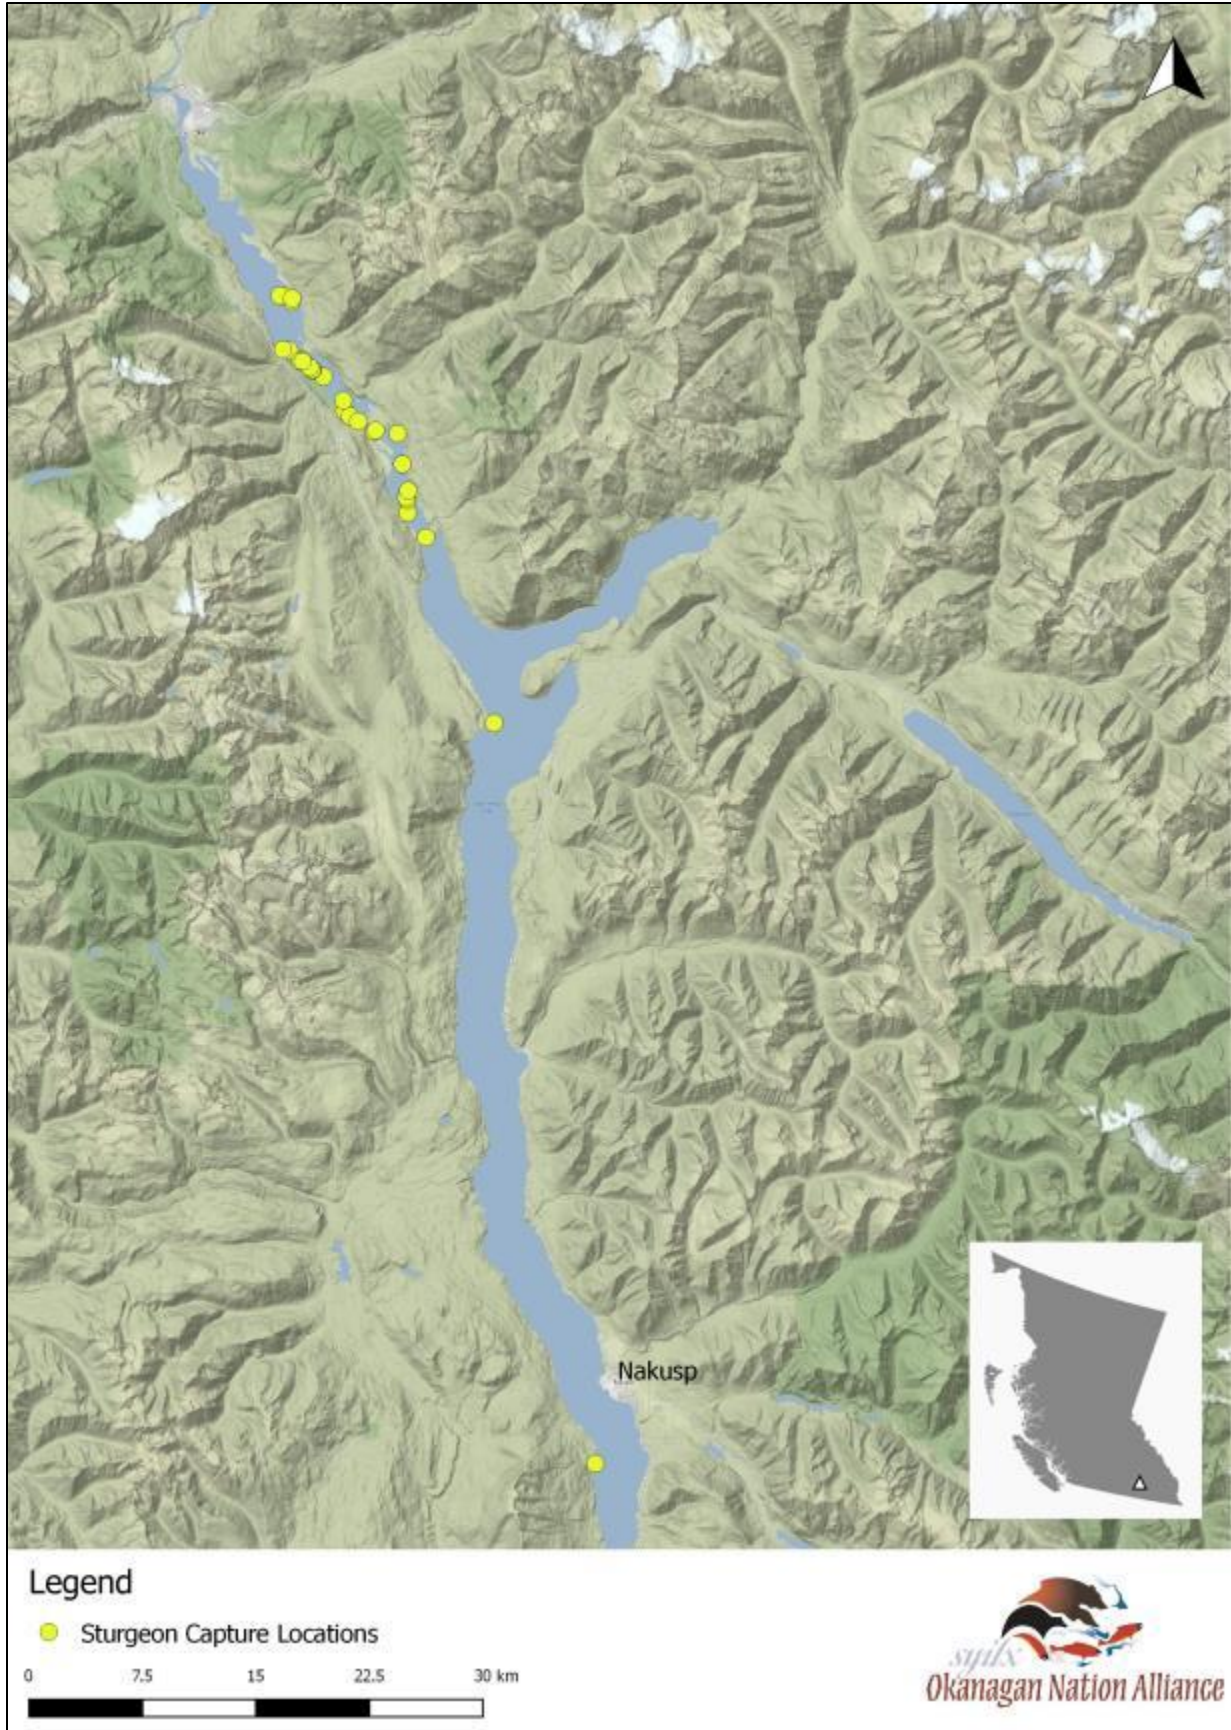 Nakusp
Legend
Sturgeon Capture Locations
0 7.5 15 22.5 30 km
syilx
Okanagan Nation Alliance